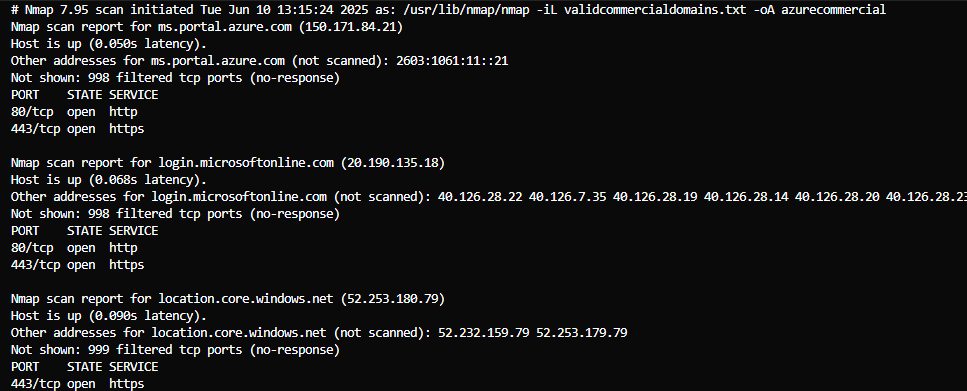 # Nmap 7.95 scan initiated Tue Jun 10 13:15:24 2025 as: /usr/lib/nmap/nmap -iL validcommercialdomains.txt -oA azurecommercial
Nmap scan report for ms.portal.azure.com (150.171.84.21)
Host is up (0.050s latency).
Other addresses for ms.portal.azure.com (not scanned): 2603:1061:11::21
Not shown: 998 filtered tcp ports (no-response)
PORT    STATE SERVICE
80/tcp  open  http
443/tcp open  https
Nmap scan report for login.microsoftonline.com (20.190.135.18)
Host is up (0.068s latency).
Other addresses for login.microsoftonline.com (not scanned): 40.126.28.22 40.126.7.35 40.126.28.19 40.126.28.14 40.126.28.20 40.126.28.23
Not shown: 998 filtered tcp ports (no-response)
PORT    STATE SERVICE
80/tcp  open  http
443/tcp open  https
Nmap scan report for location.core.windows.net (52.253.180.79)
Host is up (0.090s latency).
Other addresses for location.core.windows.net (not scanned): 52.232.159.79 52.253.179.79
Not shown: 999 filtered tcp ports (no-response)
PORT    STATE SERVICE
443/tcp open  https